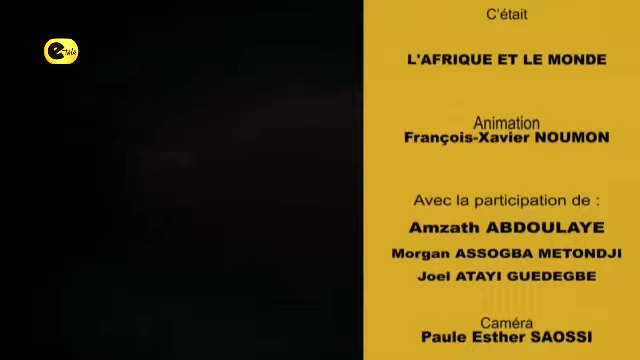 e-télé
C'était
L'AFRIQUE ET LE MONDE
Animation
François-Xavier NOUMON
Avec la participation de :
Amzath ABDOULAYE
Morgan ASSOGBA METONDJI
Joel ATAYI GUEDEGBE
Caméra
Paule Esther SAOSSI